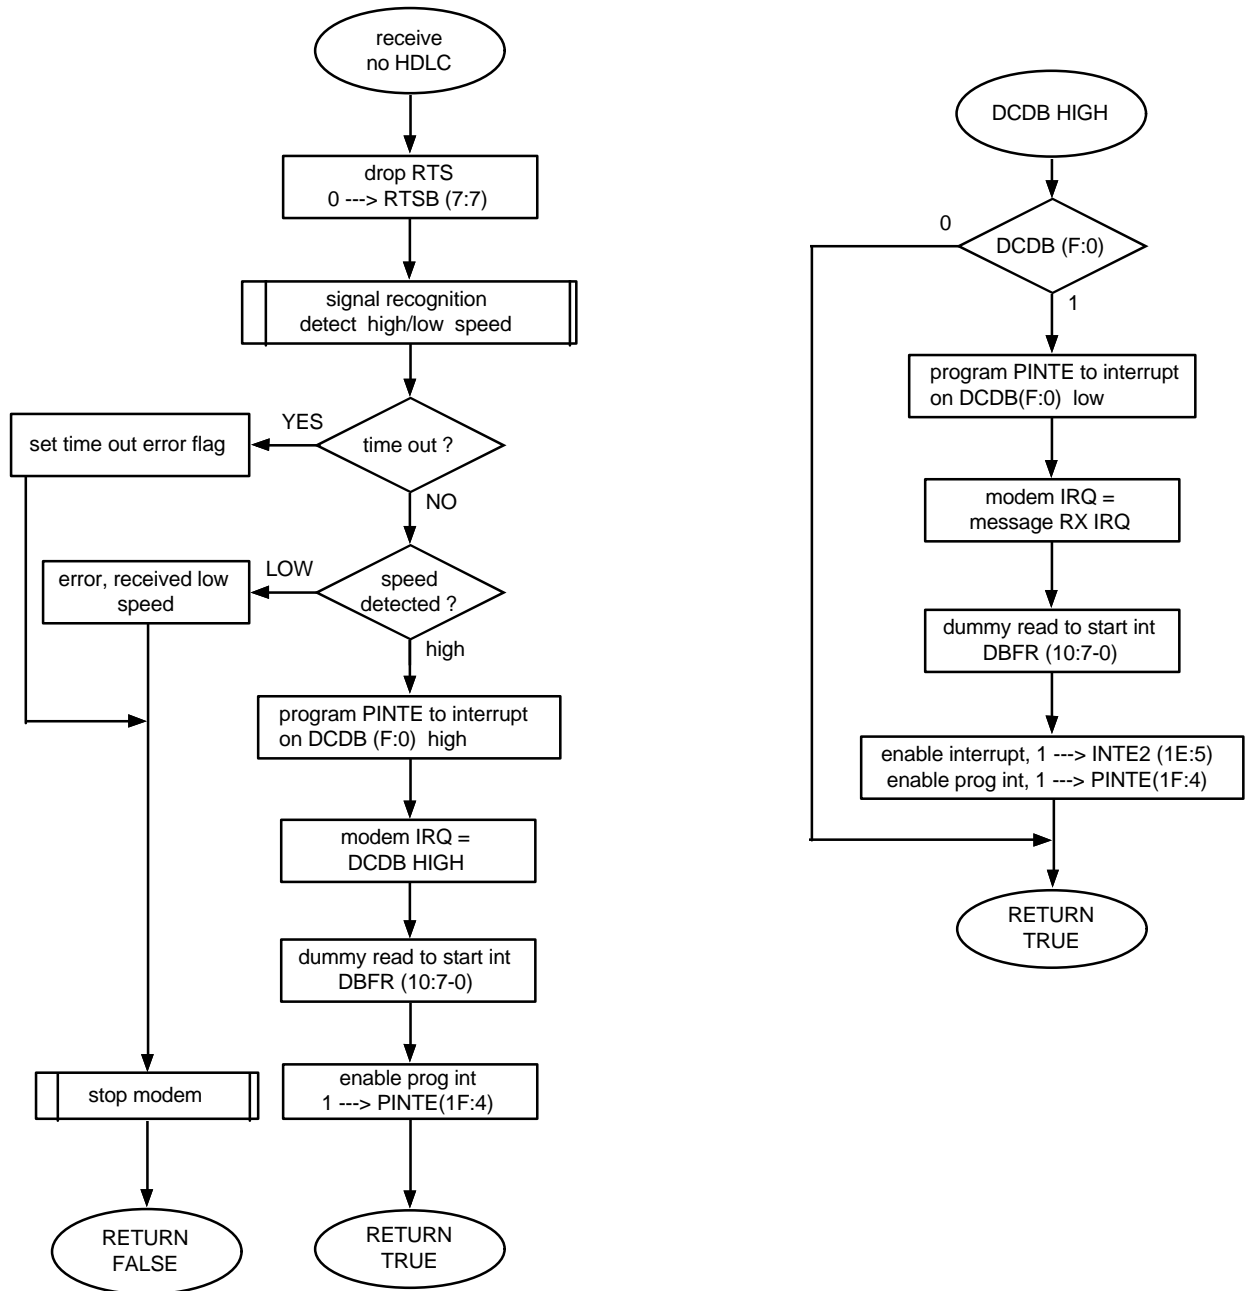 receive
no HDLC
drop RTS
0 ---> RTSB (7:7)
signal recognition
detect high/low speed
time out ?
YES
set time out error flag
NO
speed
detected ?
LOW
error, received low
speed
high
program PINTE to interrupt
on DCDB (F:0) high
modem IRQ =
DCDB HIGH
dummy read to start int
DBFR (10:7-0)
enable prog int
1 ---> PINTE(1F:4)
stop modem
RETURN
FALSE
RETURN
TRUE
DCDB HIGH
DCDB (F:0)
0
1
program PINTE to interrupt
on DCDB(F:0) low
modem IRQ =
message RX IRQ
dummy read to start int
DBFR (10:7-0)
enable interrupt, 1 ---> INTE2 (1E:5)
enable prog int, 1 ---> PINTE(1F:4)
RETURN
TRUE